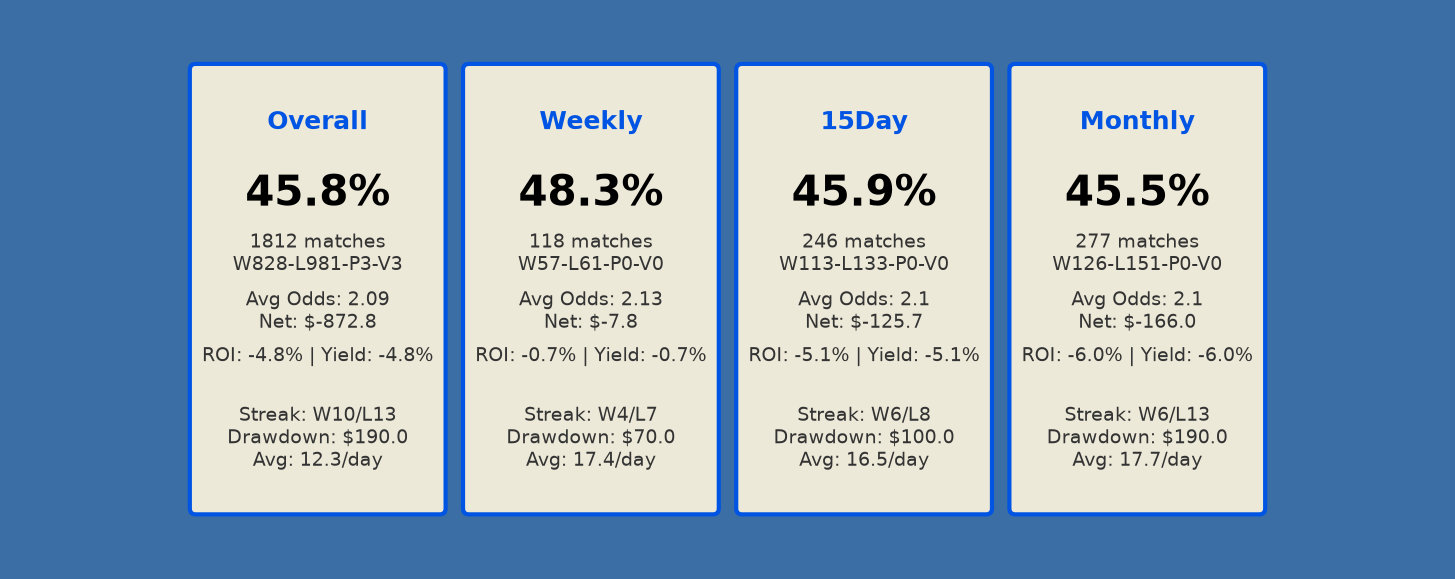 Overall
45.8%
1812 matches
W828-L981-P3-V3
Avg Odds: 2.09
Net: $-872.8
ROI: -4.8% | Yield: -4.8%
Streak: W10/L13
Drawdown: $190.0
Avg: 12.3/day
Weekly
48.3%
118 matches
W57-L61-P0-V0
Avg Odds: 2.13
Net: $-7.8
ROI: -0.7% | Yield: -0.7%
Streak: W4/L7
Drawdown: $70.0
Avg: 17.4/day
15Day
45.9%
246 matches
W113-L133-P0-V0
Avg Odds: 2.1
Net: $-125.7
ROI: -5.1% | Yield: -5.1%
Streak: W6/L8
Drawdown: $100.0
Avg: 16.5/day
Monthly
45.5%
277 matches
W126-L151-P0-V0
Avg Odds: 2.1
Net: $-166.0
ROI: -6.0% | Yield: -6.0%
Streak: W6/L13
Drawdown: $190.0
Avg: 17.7/day